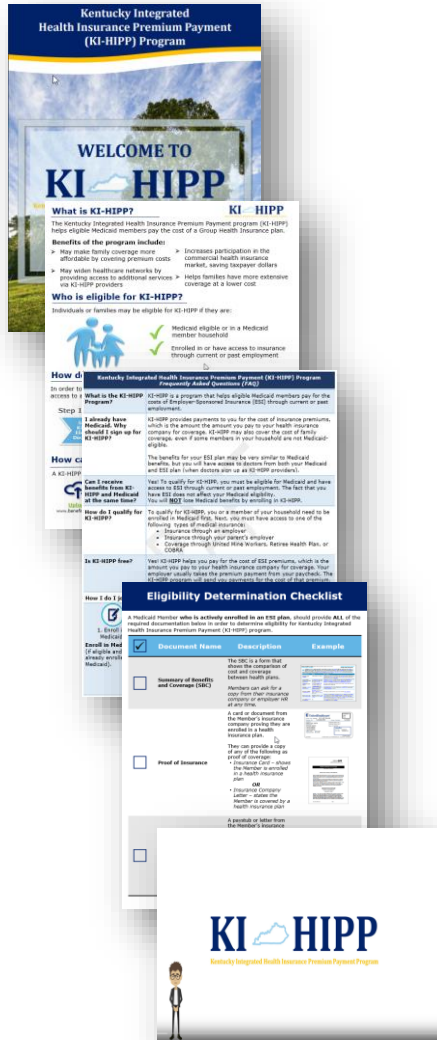 Kentucky Integrated
Health Insurance Premium Payment
(KI-HIPP) Program
WELCOME TO
KI HIPP
What is KI-HIPP?
KI HIPP
The Kentucky Integrated Health Insurance Premium Payment program (KI-HIPP)
helps eligible Medicaid members pay the cost of a Group Health Insurance plan.
Benefits of the program include:
May make family coverage more
affordable by covering premium costs
May widen healthcare networks by
providing access to additional services
via KI-HIPP providers
Increases participation in the
commercial health insurance
market, saving taxpayer dollars
Helps families have more extensive
coverage at a lower cost
Who is eligible for KI-HIPP?
Individuals or families may be eligible for KI-HIPP if they are:
Medicaid eligible or in a Medicaid
member household
Enrolled in or have access to insurance
through current or past employment
How do
In order to
access to a
Step 1
How ca
A KI-HIPP
www.benef
Kentucky Integrated Health Insurance Premium Payment (KI-HIPP) Program
Frequently Asked Questions (FAQ)
What is the KI-HIPP
Program?
KI-HIPP is a program that helps eligible Medicaid members pay for the
costs of Employer-Sponsored Insurance (ESI) through current or past
employment.
I already have
Medicaid. Why
should I sign up for
KI-HIPP?
KI-HIPP provides payments to you for the cost of insurance premiums,
which is the amount the amount you pay to your health insurance
company for coverage. KI-HIPP may also cover the cost of family
coverage, even if some members in your household are not Medicaid-
eligible.
The benefits for your ESI plan may be very similar to Medicaid
benefits, but you will have access to doctors from both your Medicaid
and ESI plan (when doctors sign up as KI-HIPP providers).
Can I receive
benefits from KI-
HIPP and Medicaid
at the same time?
Yes! To qualify for KI-HIPP, you must be eligible for Medicaid and have
access to ESI through current or past employment. The fact that you
have ESI does not affect your Medicaid eligibility.
You will NOT lose Medicaid benefits by enrolling in KI-HIPP.
How do I qualify for
KI-HIPP?
To qualify for KI-HIPP, you or a member of your household need to be
enrolled in Medicaid first. Next, you must have access to one of the
following types of medical insurance:
• Insurance through an employer
• Insurance through your parent's employer
• Coverage through United Mine Workers, Retiree Health Plan, or
COBRA
Is KI-HIPP free?
Yes! KI-HIPP helps you pay for the cost of ESI premiums, which is the
amount you pay to your health insurance company for coverage. Your
employer usually takes the premium payment from your paycheck. The
KI-HIPP program will send you payments for the cost of that premium.
How do I j
1. Enroll
Medicaid
Enroll in Med
(if eligible and
already enrolle
Medicaid).
Eligibility Determination Checklist
A Medicaid Member who is actively enrolled in an ESI plan, should provide ALL of the
required documentation below in order to determine eligibility for Kentucky Integrated
Health Insurance Premium Payment (KI-HIPP) program.
Document Name Description Example
Summary of Benefits
and Coverage (SBC)
The SBC is a form that
shows the comparison of
cost and coverage
between health plans.
Members can ask for a
copy from their insurance
company or employer HR
at any time.
Proof of Insurance
A card or document from
the Member's insurance
company proving they are
enrolled in a health
insurance plan.
They can provide a copy
of any of the following as
proof of coverage:
• Insurance Card – shows
the Member is enrolled
in a health insurance
plan
OR
• Insurance Company
Letter – states the
Member is covered by a
health insurance plan
A paystub or letter from
the Member's insurance
KI HIPP
Kentucky Integrated Health Insurance Premium Payment Program